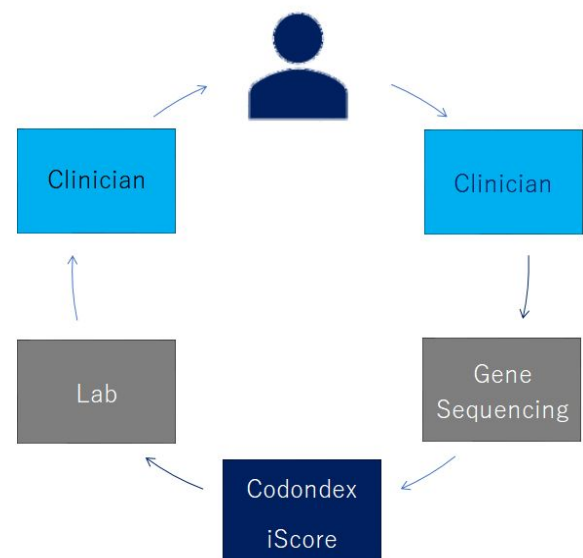 Clinician
Clinician
Lab
Gene
Sequencing
Codondex
iScore